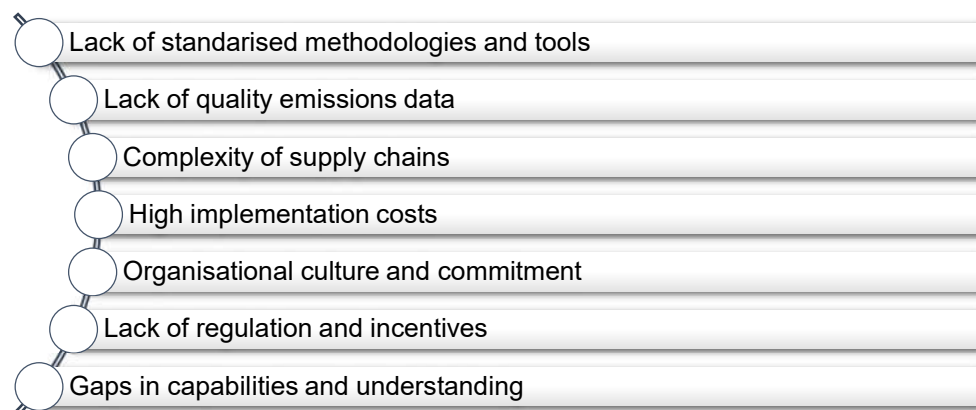 Lack of standarised methodologies and tools
Lack of quality emissions data
Complexity of supply chains
High implementation costs
Organisational culture and commitment
Lack of regulation and incentives
Gaps in capabilities and understanding